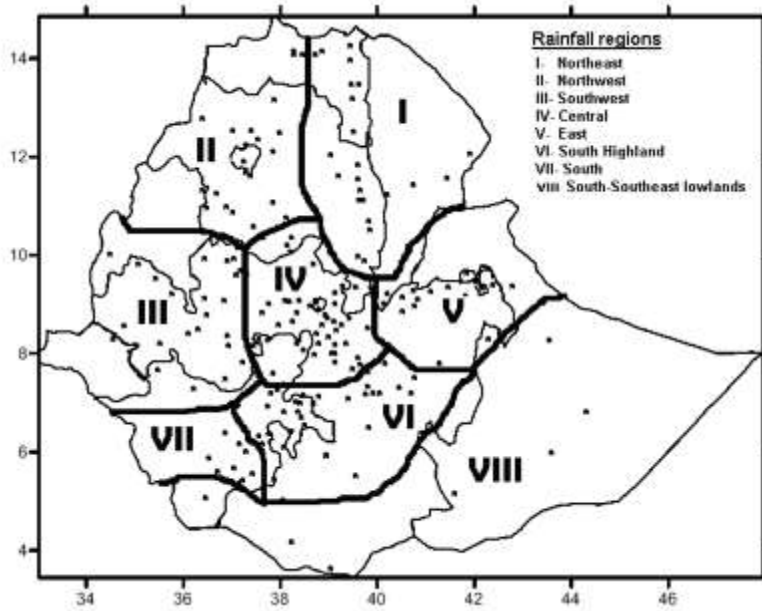 Rainfall regions
I- Northeast
II- Northwest
III- Southwest
IV- Central
V- East
VI- South Highland
VII- South
VIII South-Southeast lowlands
14
12
10
8
6
4
I
II
IV
III
V
VI
VII
VIII
34 36 38 40 42 44 46